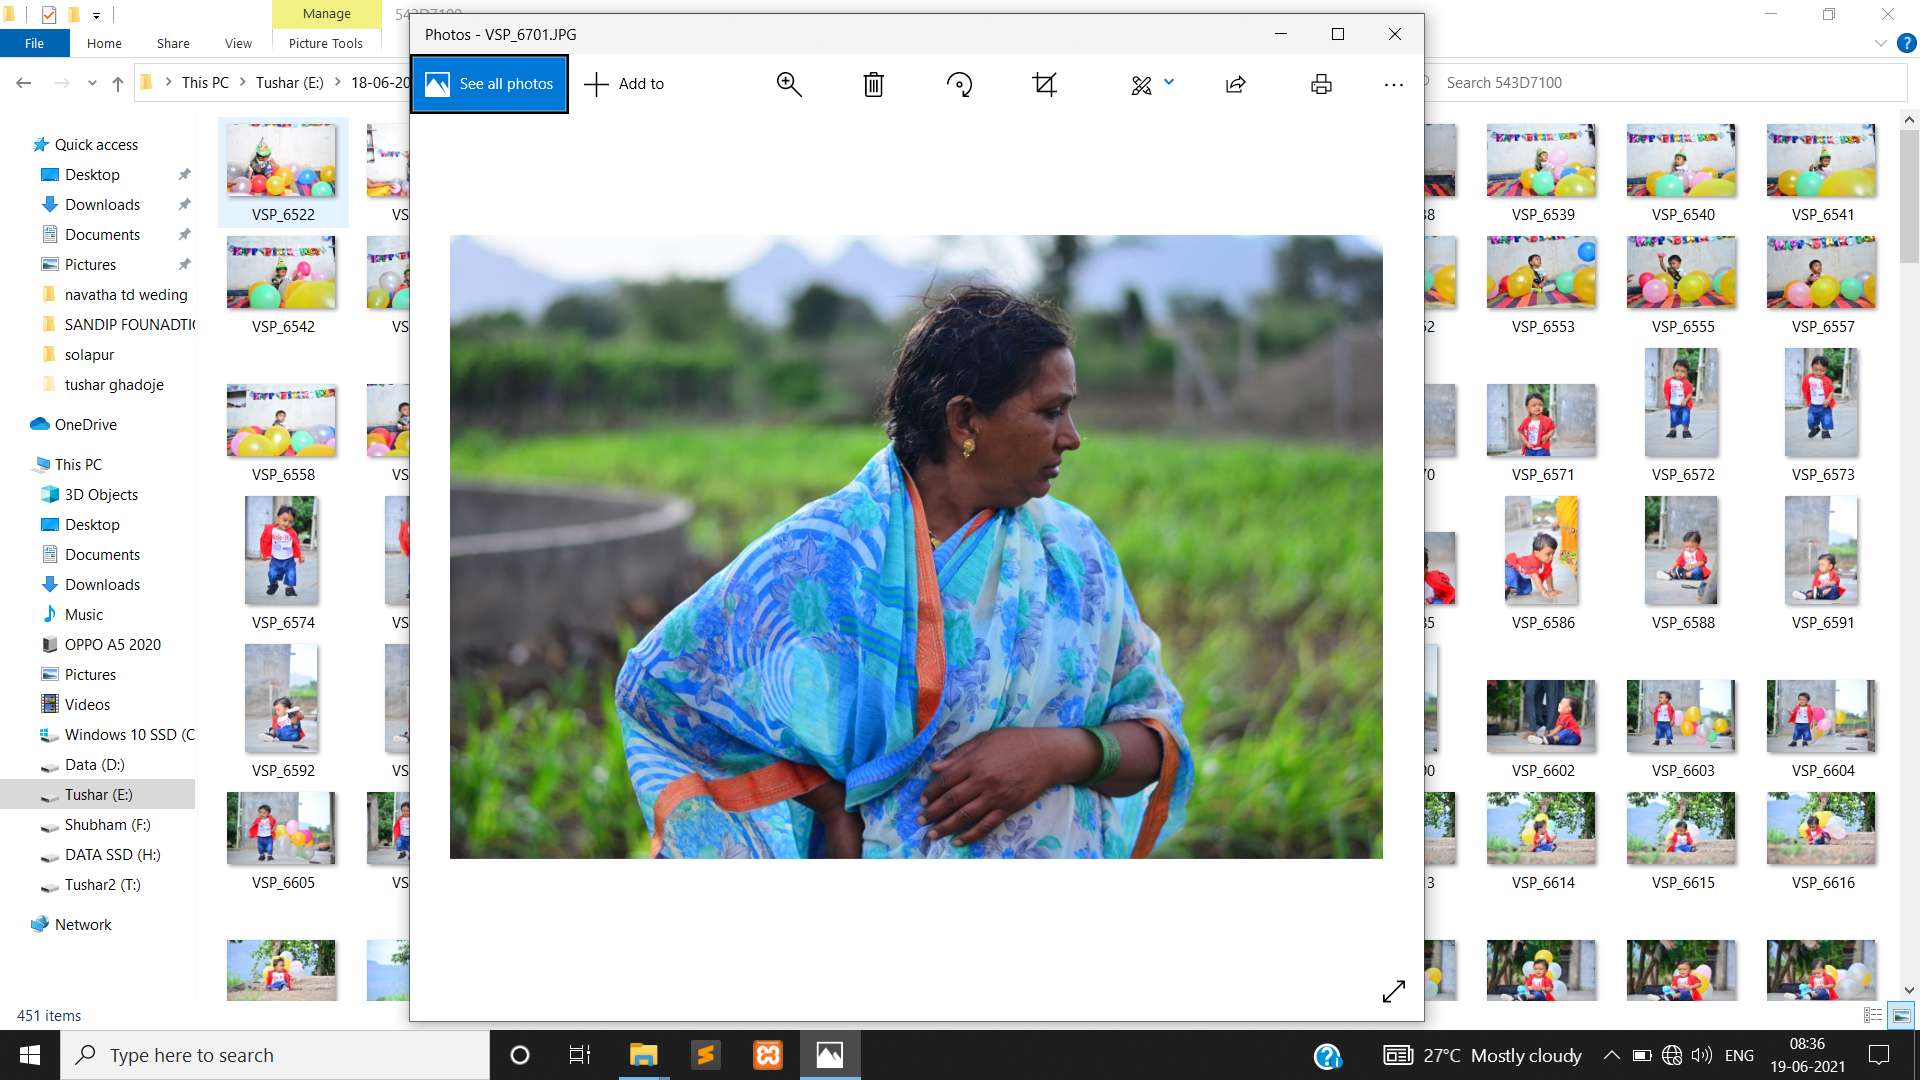 Manage
543D7100
File
Home
Share
View
Picture Tools
This PC
Tushar (E:)
18-06-20
Search 543D7100
Photos - VSP_6701.JPG
See all photos
Add to
Quick access
Desktop
Downloads
Documents
Pictures
navatha td weding
SANDIP FOUNADTI
solapur
tushar ghadoje
OneDrive
This PC
3D Objects
Desktop
Documents
Downloads
Music
OPPO A5 2020
Pictures
Videos
Windows 10 SSD (C
Data (D:)
Tushar (E:)
Shubham (F:)
DATA SSD (H:)
Tushar2 (T:)
Network
VSP_6522
VS
38
VSP_6539
VSP_6540
VSP_6541
VSP_6542
VS
52
VSP_6553
VSP_6555
VSP_6557
VSP_6558
VS
70
VSP_6571
VSP_6572
VSP_6573
VSP_6574
VS
85
VSP_6586
VSP_6588
VSP_6591
VSP_6592
VS
00
VSP_6602
VSP_6603
VSP_6604
VSP_6605
VS
13
VSP_6614
VSP_6615
VSP_6616
451 items
Type here to search
27°C Mostly cloudy
ENG
08:36
19-06-2021